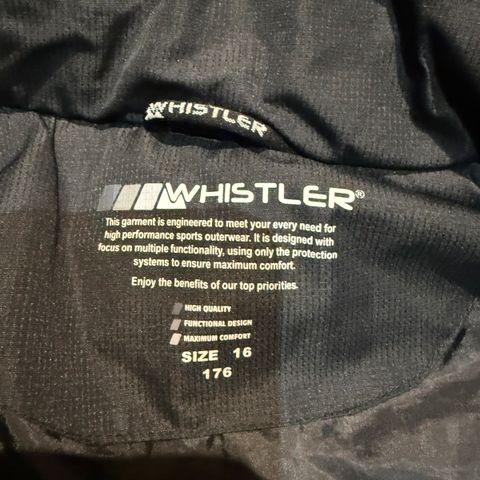 WHISTLER
WHISTLER®
This garment is engineered to meet your every need for
high performance sports outerwear. It is designed with
focus on multiple functionality, using only the protection
systems to ensure maximum comfort.
Enjoy the benefits of our top priorities.
HIGH QUALITY
FUNCTIONAL DESIGN
MAXIMUM COMFORT
SIZE 16
176